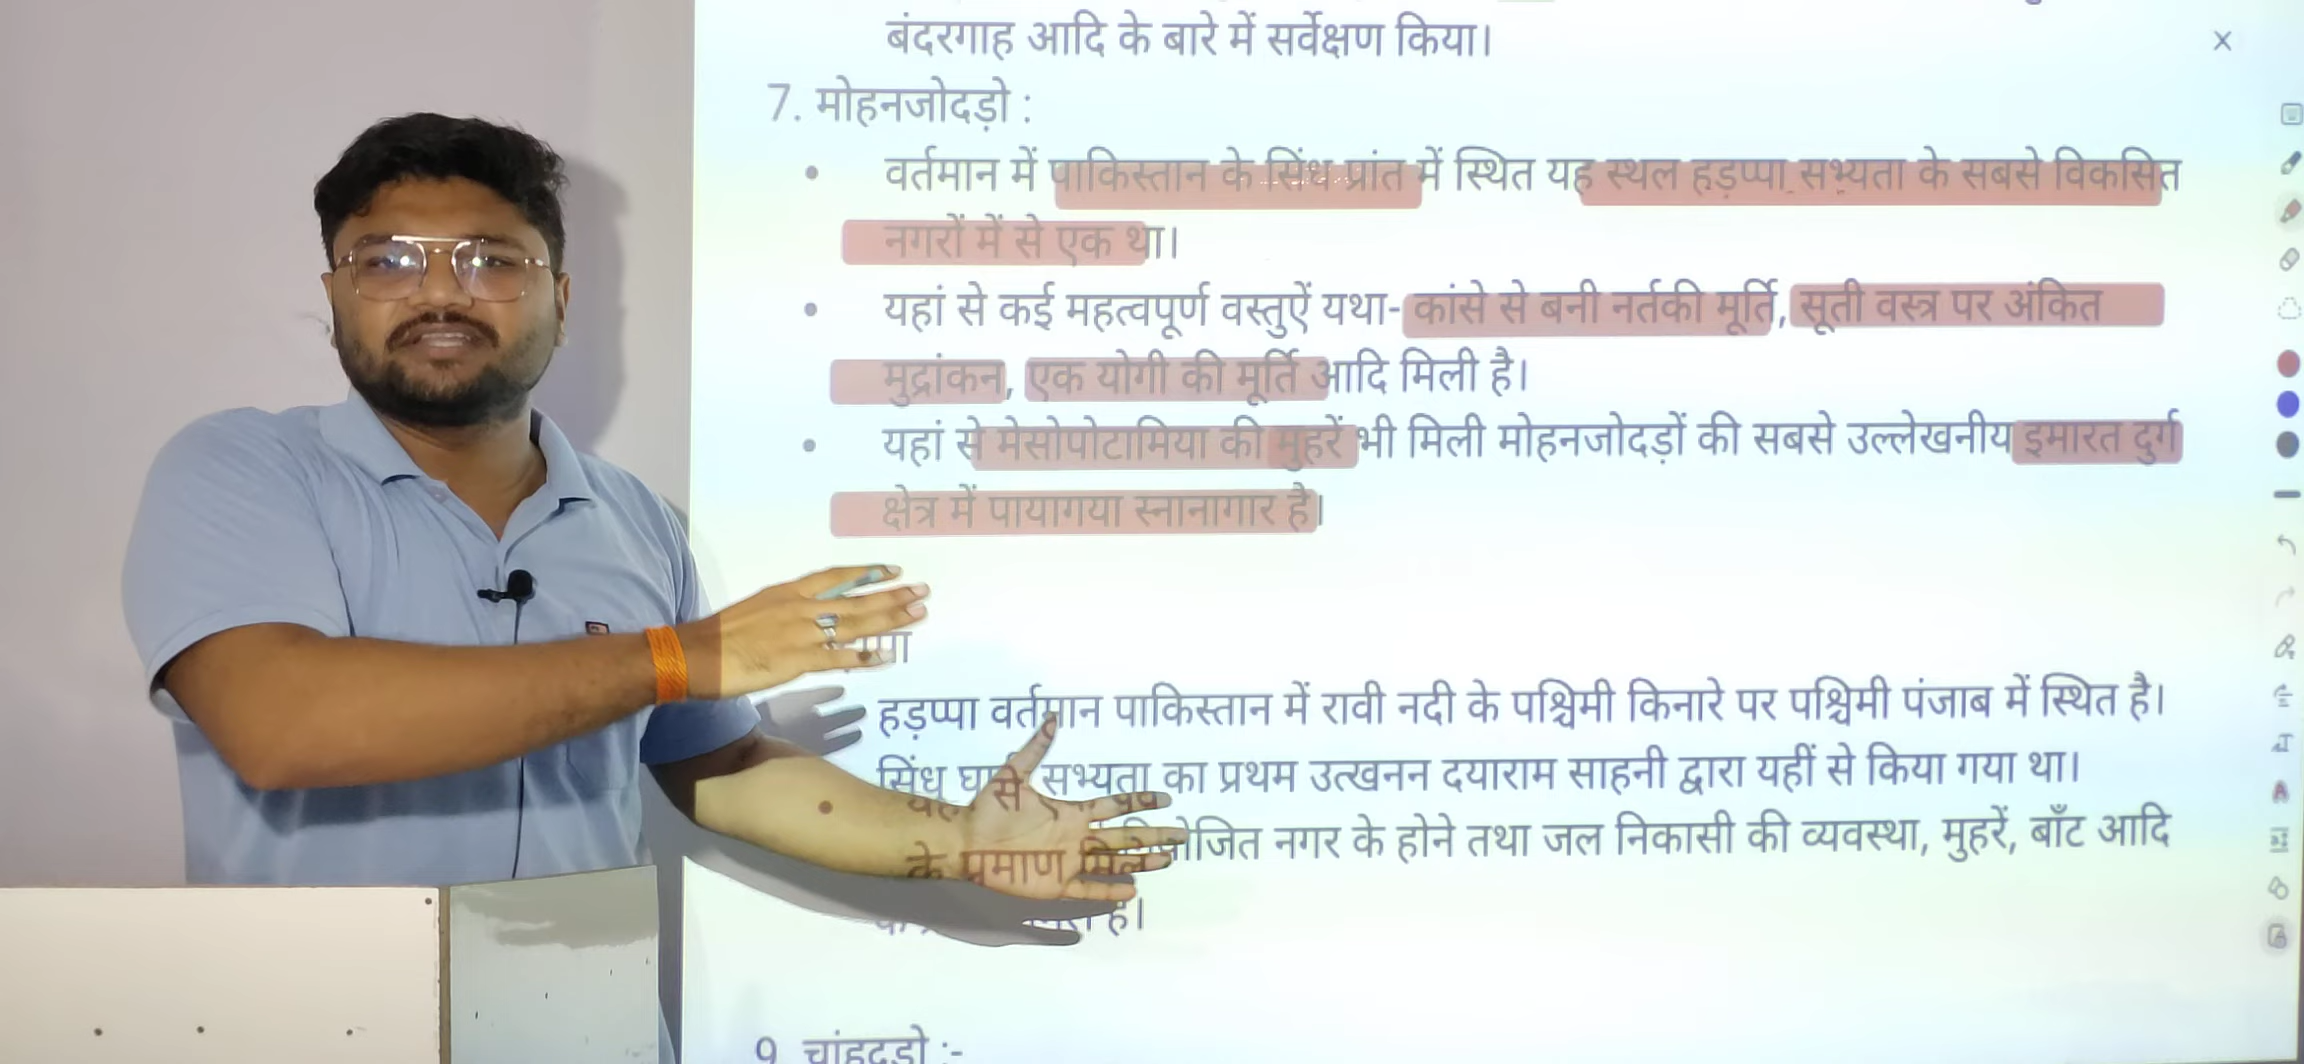 बंदरगाह आदि के बारे में सर्वेक्षण किया।
7. मोहनजोदड़ो :
• वर्तमान में पाकिस्तान के सिंध प्रांत में स्थित यह स्थल हड़प्पा सभ्यता के सबसे विकसित
नगरों में से एक था।
• यहां से कई महत्वपूर्ण वस्तुऐं यथा- कांसे से बनी नर्तकी मूर्ति, सूती वस्त्र पर अंकित
मुद्रांकन, एक योगी की मूर्ति आदि मिली है।
• यहां से मेसोपोटामिया की मुहरें भी मिली मोहनजोदड़ों की सबसे उल्लेखनीय इमारत दुर्ग
क्षेत्र में पायागया स्नानागार है।
हड़प्पा वर्तमान पाकिस्तान में रावी नदी के पश्चिमी किनारे पर पश्चिमी पंजाब में स्थित है।
सिंधु सभ्यता का प्रथम उत्खनन दयाराम साहनी द्वारा यहीं से किया गया था।
• से नगर के होने तथा जल निकासी की व्यवस्था, मुहरें, बाँट आदि
के प्रमाण मिले
है।
9. चांहदड़ो :-